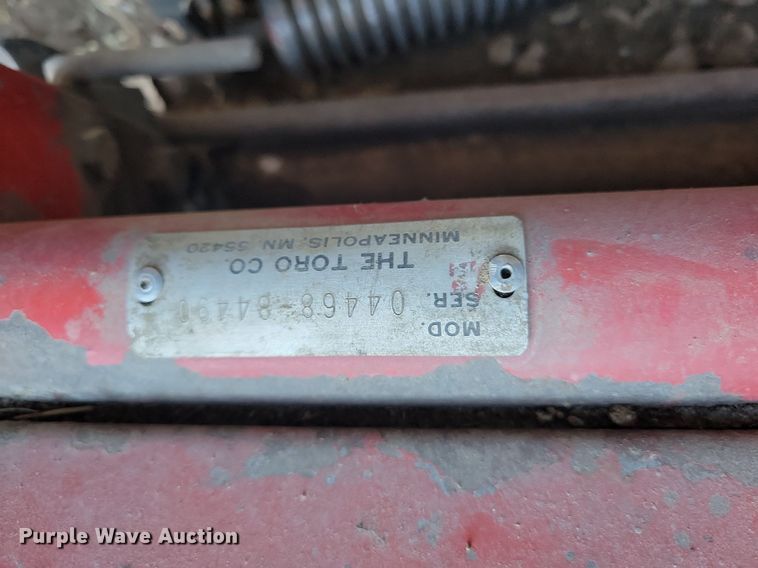 MOD.
SER. 04468-84490
THE TORO CO.
MINNEAPOLIS, MN. 55420
Purple Wave Auction